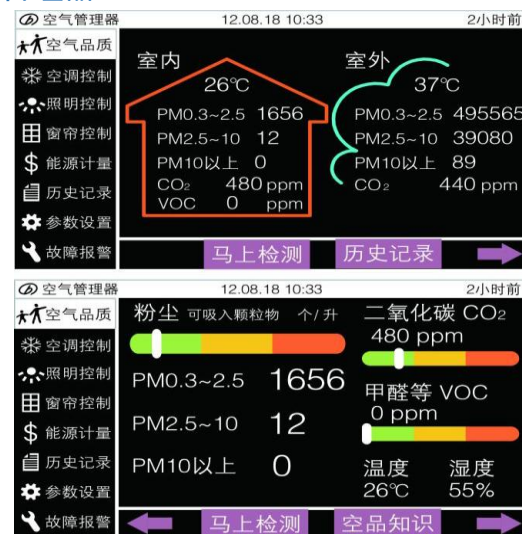 空气管理器 12.08.18 10:33 2小时前
空气品质
空调控制
照明控制
窗帘控制
能源计量
历史记录
参数设置
故障报警
室内
26℃
PM0.3~2.5 1656
PM2.5~10 12
PM10以上 0
CO₂ 480 ppm
VOC 0 ppm
室外
37℃
PM0.3~2.5 495565
PM2.5~10 39080
PM10以上 89
CO₂ 440 ppm
马上检测 历史记录
空气管理器 12.08.18 10:33 2小时前
空气品质
空调控制
照明控制
窗帘控制
能源计量
历史记录
参数设置
故障报警
粉尘 可吸入颗粒物 个/升
PM0.3~2.5 1656
PM2.5~10 12
PM10以上 0
二氧化碳 CO₂
480 ppm
甲醛等 VOC
0 ppm
温度 湿度
26℃ 55%
马上检测 空品知识